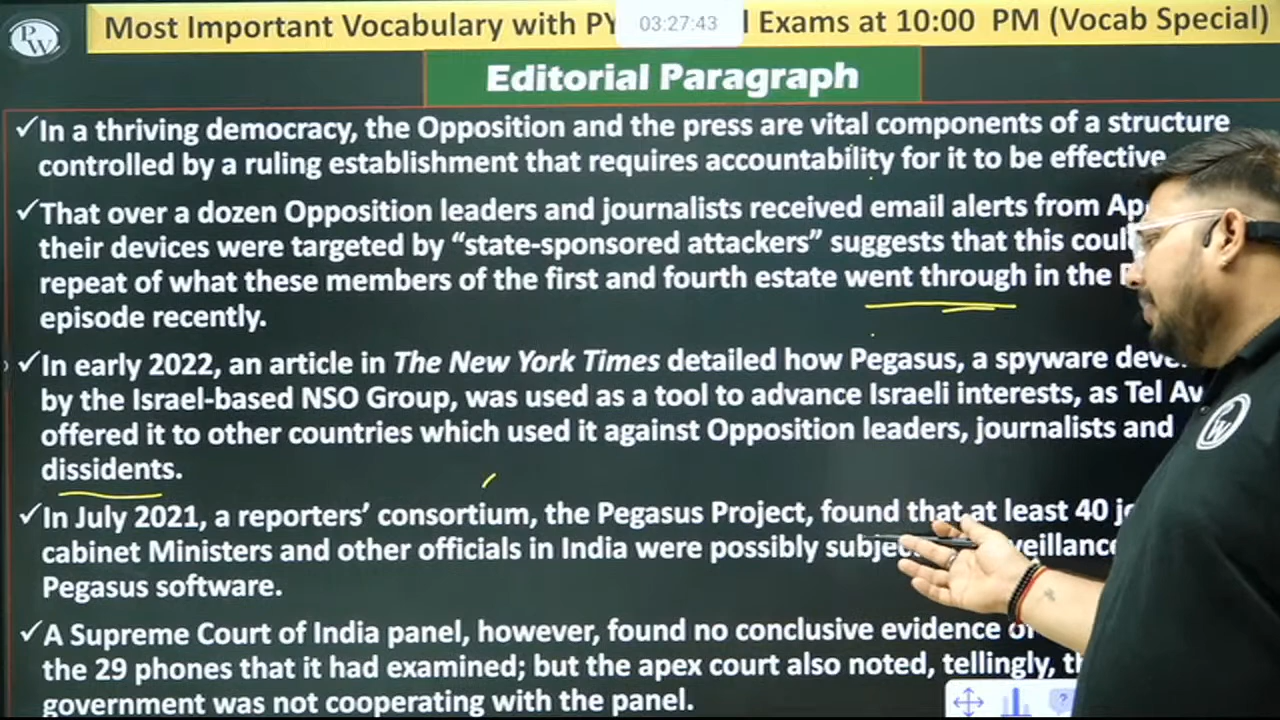 PW
Most Important Vocabulary with PY 03:27:43 l Exams at 10:00 PM (Vocab Special)
Editorial Paragraph
✓In a thriving democracy, the Opposition and the press are vital components of a structure
controlled by a ruling establishment that requires accountability for it to be effective
✓That over a dozen Opposition leaders and journalists received email alerts from
their devices were targeted by “state-sponsored attackers” suggests that this
repeat of what these members of the first and fourth estate went through in the
episode recently.
✓In early 2022, an article in The New York Times detailed how Pegasus, a spyware
by the Israel-based NSO Group, was used as a tool to advance Israeli interests, as Tel
offered it to other countries which used it against Opposition leaders, journalists and
dissidents.
✓In July 2021, a reporters’ consortium, the Pegasus Project, found that at least 40
cabinet Ministers and other officials in India were possibly
Pegasus software.
✓A Supreme Court of India panel, however, found no conclusive evidence
the 29 phones that it had examined; but the apex court also noted, tellingly,
government was not cooperating with the panel.